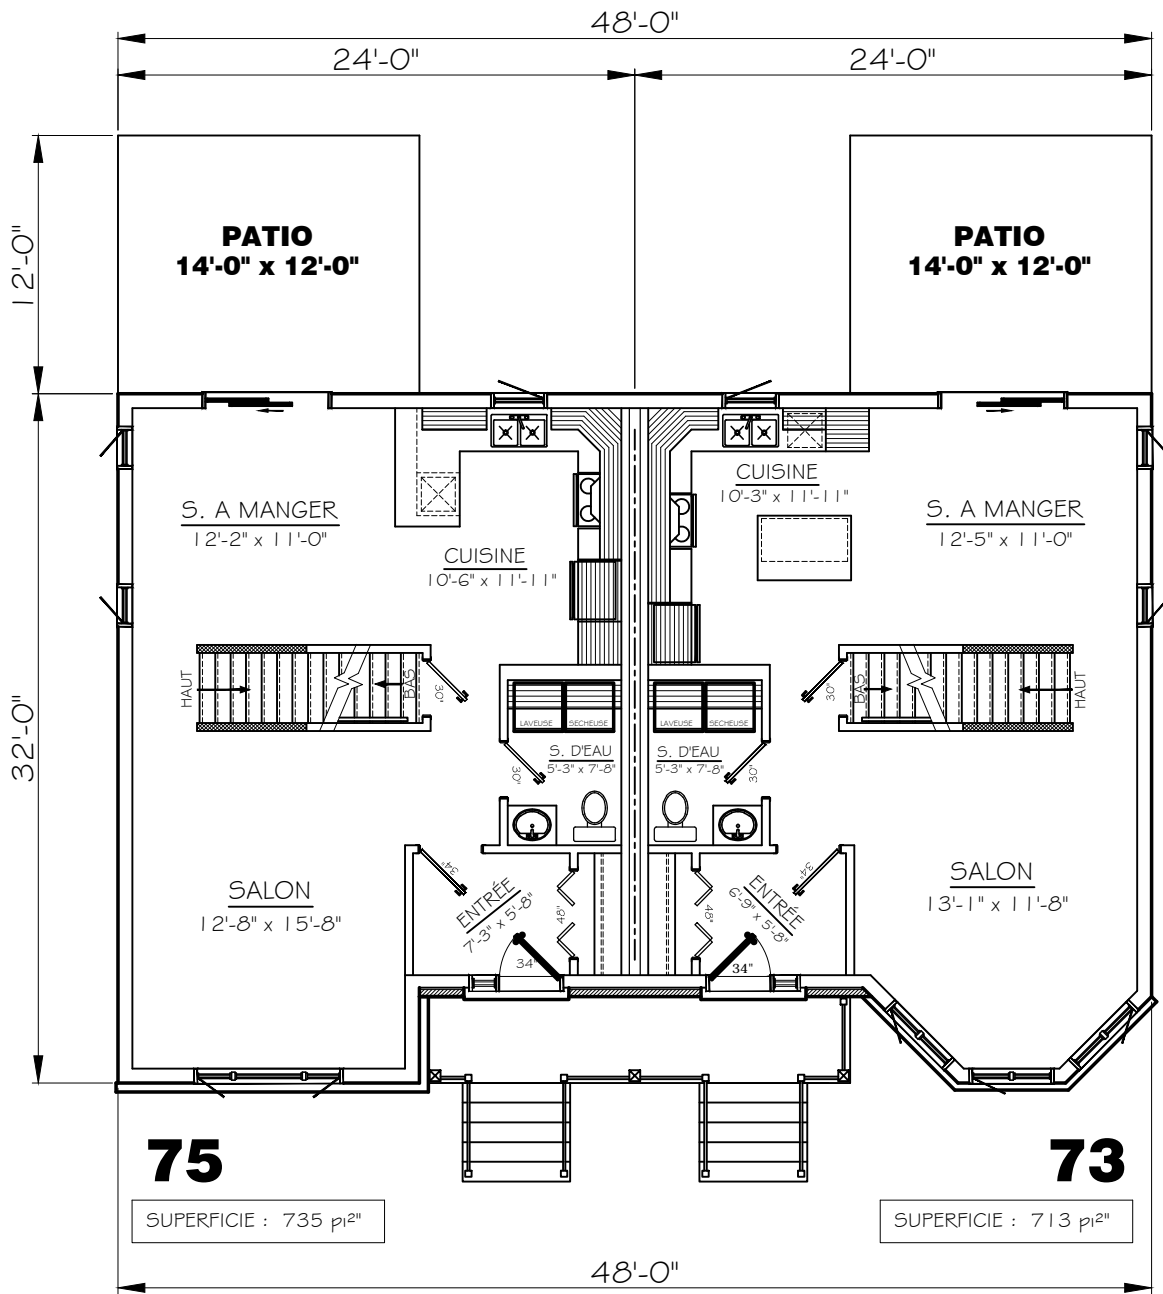 48'-0"
24'-0"
24'-0"
12'-0"
PATIO
14'-0" x 12'-0"
PATIO
14'-0" x 12'-0"
32'-0"
S. A MANGER
12'-2" x 11'-0"
CUISINE
10'-6" x 11'-11"
CUISINE
10'-3" x 11'-11"
S. A MANGER
12'-5" x 11'-0"
HAUT
BAS
30'
30'
BAS
HAUT
LAVEUSE
SECHEUSE
LAVEUSE
SECHEUSE
S. D'EAU
5'-3" x 7'-8"
30"
S. D'EAU
5'-3" x 7'-8"
30'
SALON
12'-8" x 15'-8"
34"
ENTRÉE
7'-3" x 5'-8"
48"
34"
48"
ENTRÉE
6'-9" x 5'-8"
34"
34"
SALON
13'-1" x 11'-8"
75
73
SUPERFICIE : 735 pi²"
SUPERFICIE : 713 pi²"
48'-0"